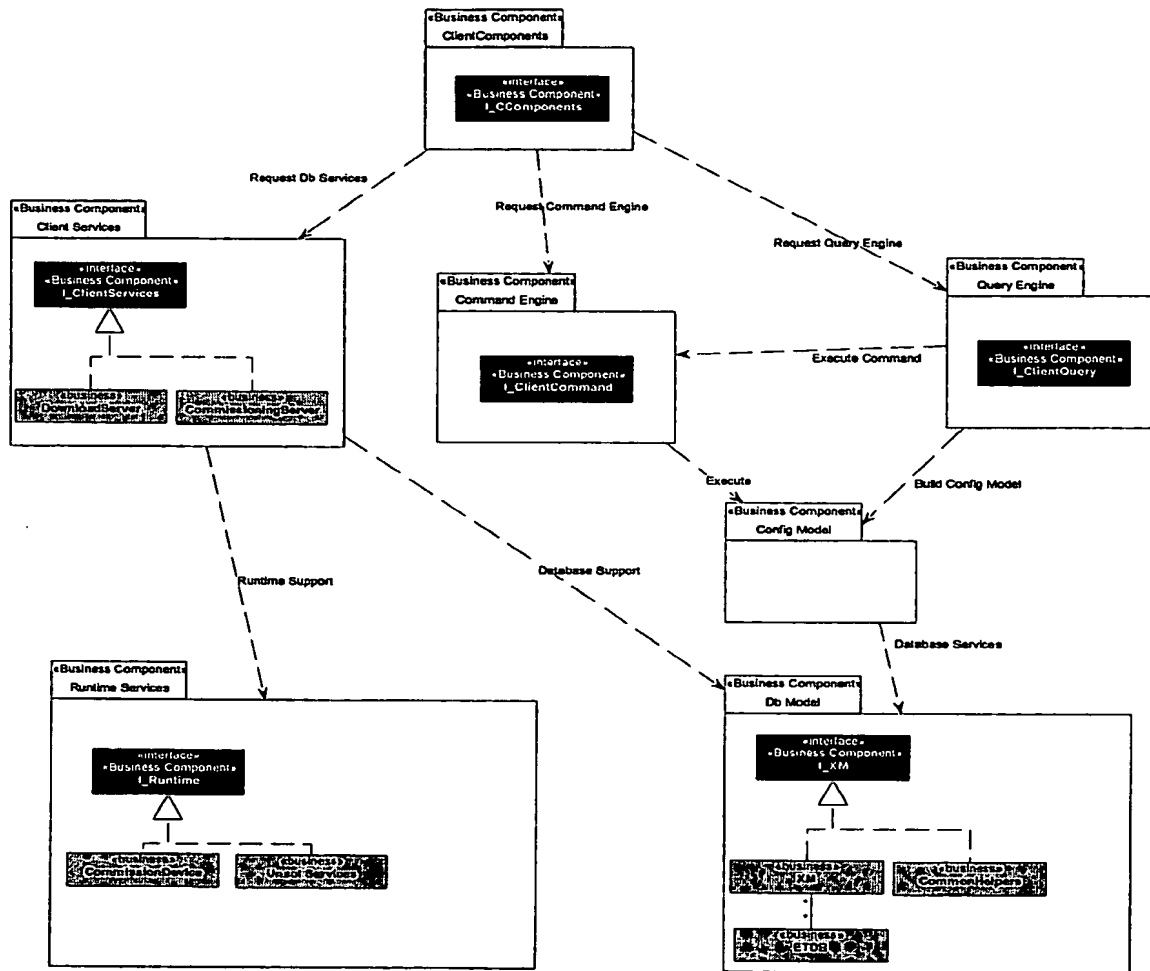 «Business Component»
ClientComponents
«interface»
«Business Component»
I_CComponents
Request Db Services
Request Command Engine
Request Query Engine
«Business Component»
Client Services
«interface»
«Business Component»
I_ClientServices
«business»
DownloadServer
«business»
CommissioningServer
«Business Component»
Command Engine
«interface»
«Business Component»
I_ClientCommand
Execute Command
«Business Component»
Query Engine
«interface»
«Business Component»
I_ClientQuery
Execute
Build Config Model
«Business Component»
Config Model
Runtime Support
Database Support
Database Services
«Business Component»
Runtime Services
«interface»
«Business Component»
I_Runtime
«business»
CommissionDevice
«business»
Unsol Services
«Business Component»
Db Model
«interface»
«Business Component»
I_XM
«business»
XM
«business»
CommonHelpers
«business»
ETDB